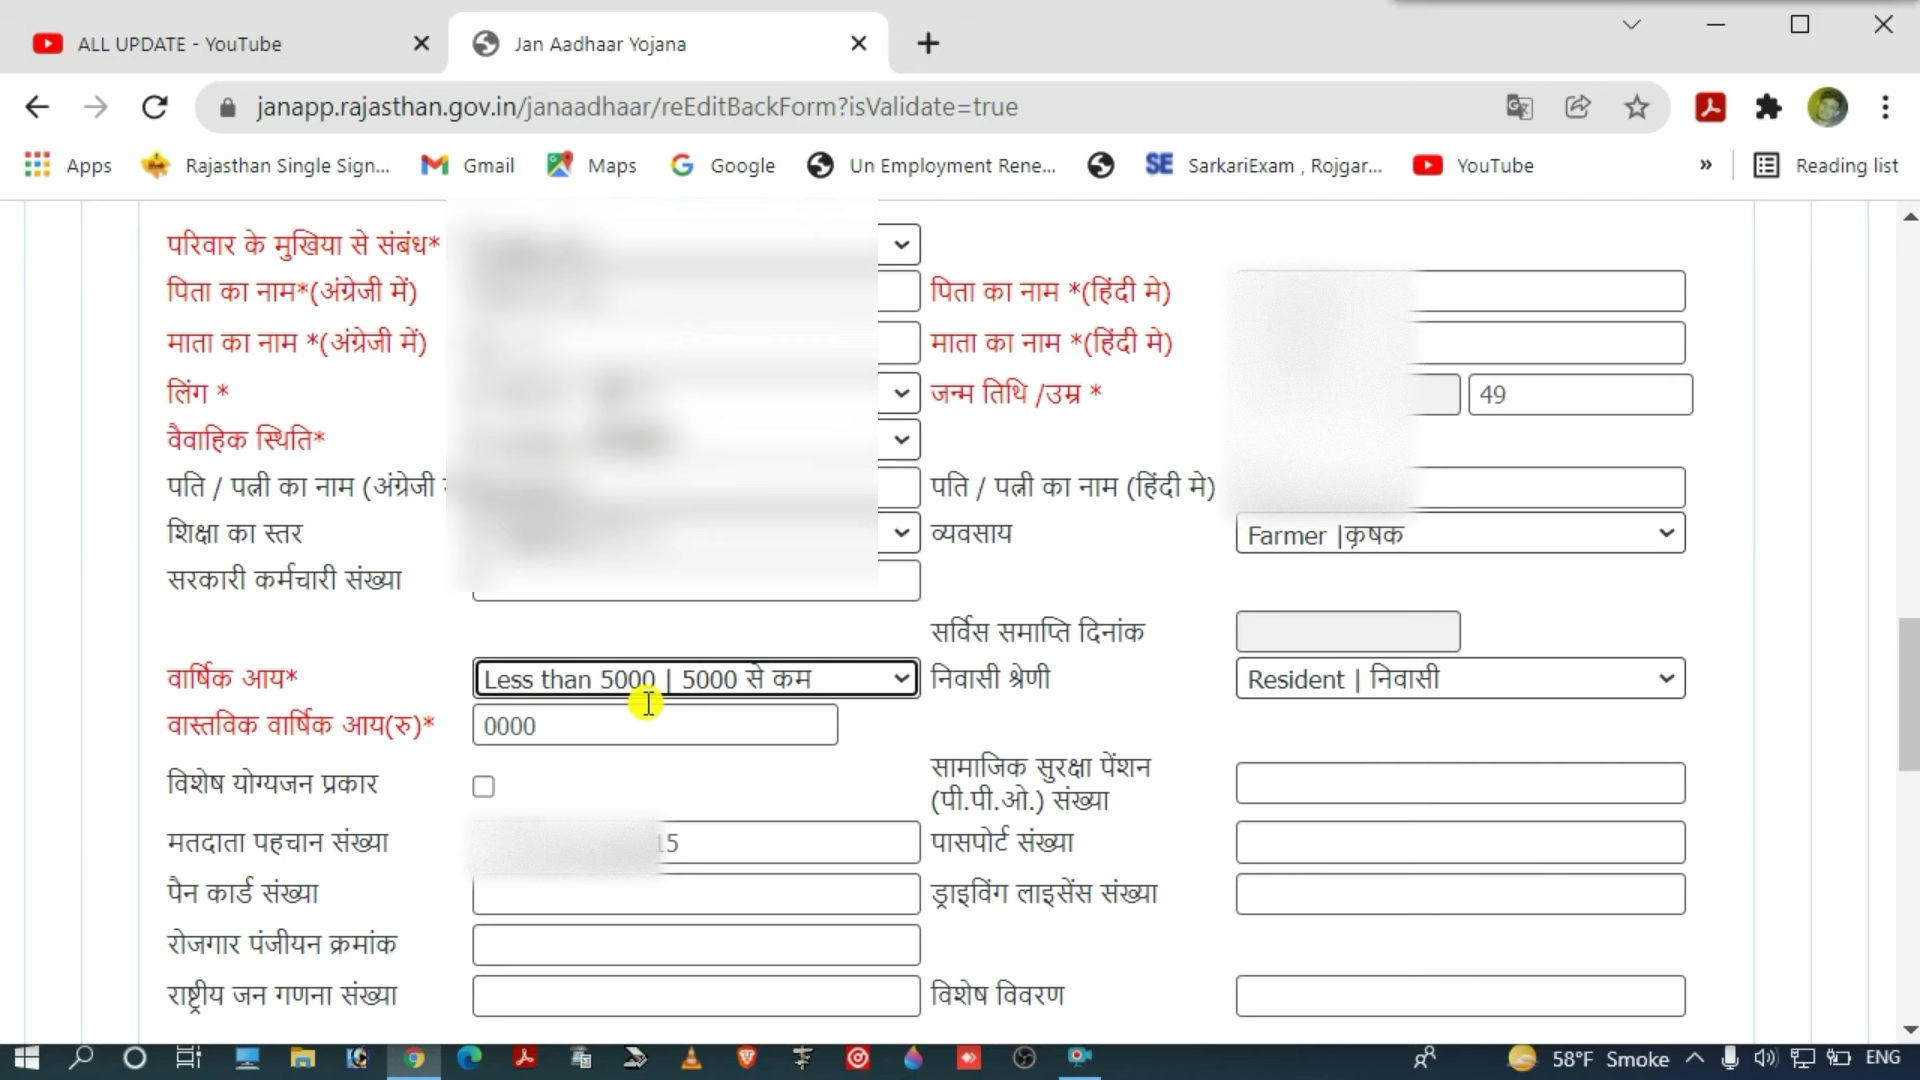 ALL UPDATE - YouTube
Jan Aadhaar Yojana
janapp.rajasthan.gov.in/janaadhaar/reEditBackForm?isValidate=true
Apps Rajasthan Single Sign... Gmail Maps Google Un Employment Rene... SE SarkariExam , Rojgar... YouTube » Reading list
परिवार के मुखिया से संबंध*
पिता का नाम*(अंग्रेजी में) पिता का नाम *(हिंदी मे)
माता का नाम *(अंग्रेजी में) माता का नाम *(हिंदी मे)
लिंग * जन्म तिथि /उम्र * 49
वैवाहिक स्थिति*
पति / पत्नी का नाम (अंग्रेजी पति / पत्नी का नाम (हिंदी मे)
शिक्षा का स्तर व्यवसाय Farmer |कृषक
सरकारी कर्मचारी संख्या
सर्विस समाप्ति दिनांक
वार्षिक आय* Less than 5000 | 5000 से कम निवासी श्रेणी Resident | निवासी
वास्तविक वार्षिक आय(रु)* 0000
विशेष योग्यजन प्रकार सामाजिक सुरक्षा पेंशन
(पी.पी.ओ.) संख्या
मतदाता पहचान संख्या 15 पासपोर्ट संख्या
पैन कार्ड संख्या ड्राइविंग लाइसेंस संख्या
रोजगार पंजीयन क्रमांक
राष्ट्रीय जन गणना संख्या विशेष विवरण
58°F Smoke ENG